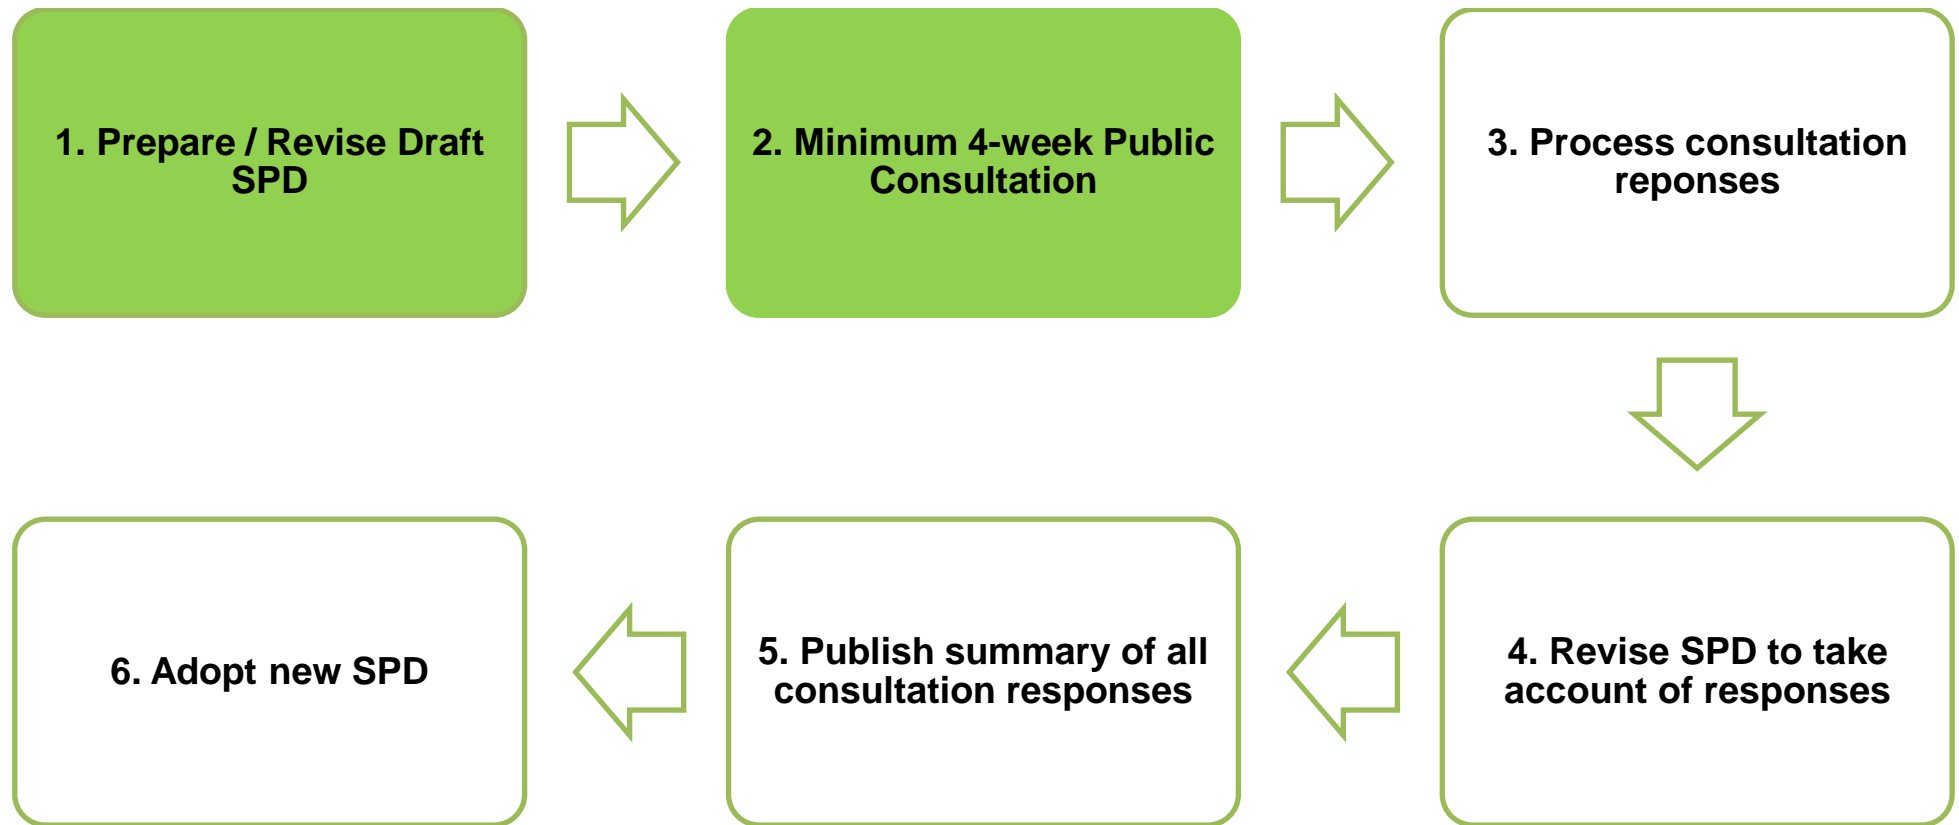 1. Prepare / Revise Draft
SPD
2. Minimum 4-week Public
Consultation
3. Process consultation
reponses
4. Revise SPD to take
account of responses
5. Publish summary of all
consultation responses
6. Adopt new SPD